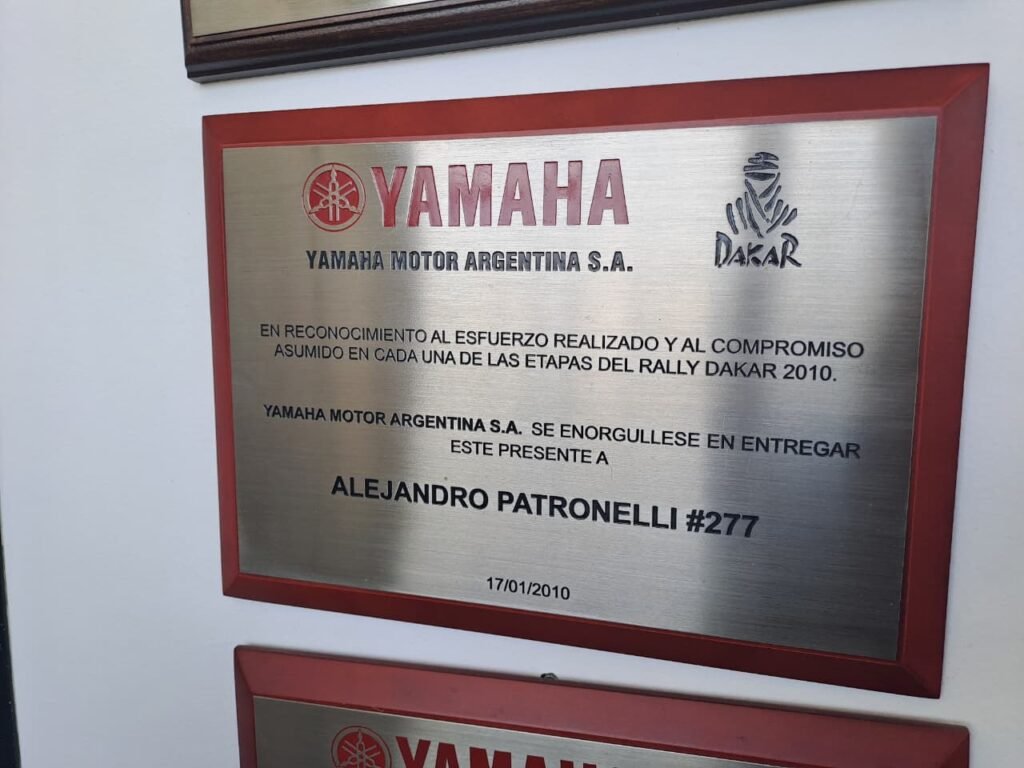 YAMAHA
DAKAR
YAMAHA MOTOR ARGENTINA S.A.
EN RECONOCIMIENTO AL ESFUERZO REALIZADO Y AL COMPROMISO
ASUMIDO EN CADA UNA DE LAS ETAPAS DEL RALLY DAKAR 2010.
YAMAHA MOTOR ARGENTINA S.A. SE ENORGULLESE EN ENTREGAR
ESTE PRESENTE A
ALEJANDRO PATRONELLI #277
17/01/2010
YAMAHA